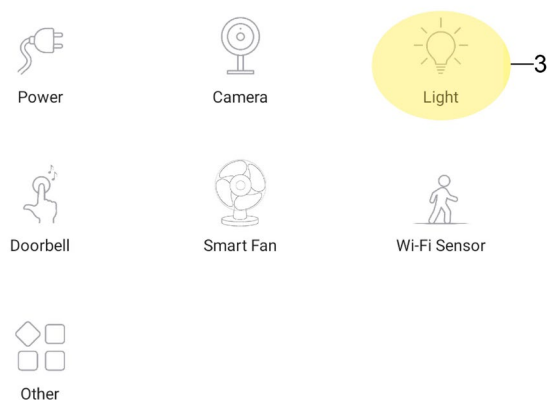 Power
Camera
Light
3
Doorbell
Smart Fan
Wi-Fi Sensor
Other